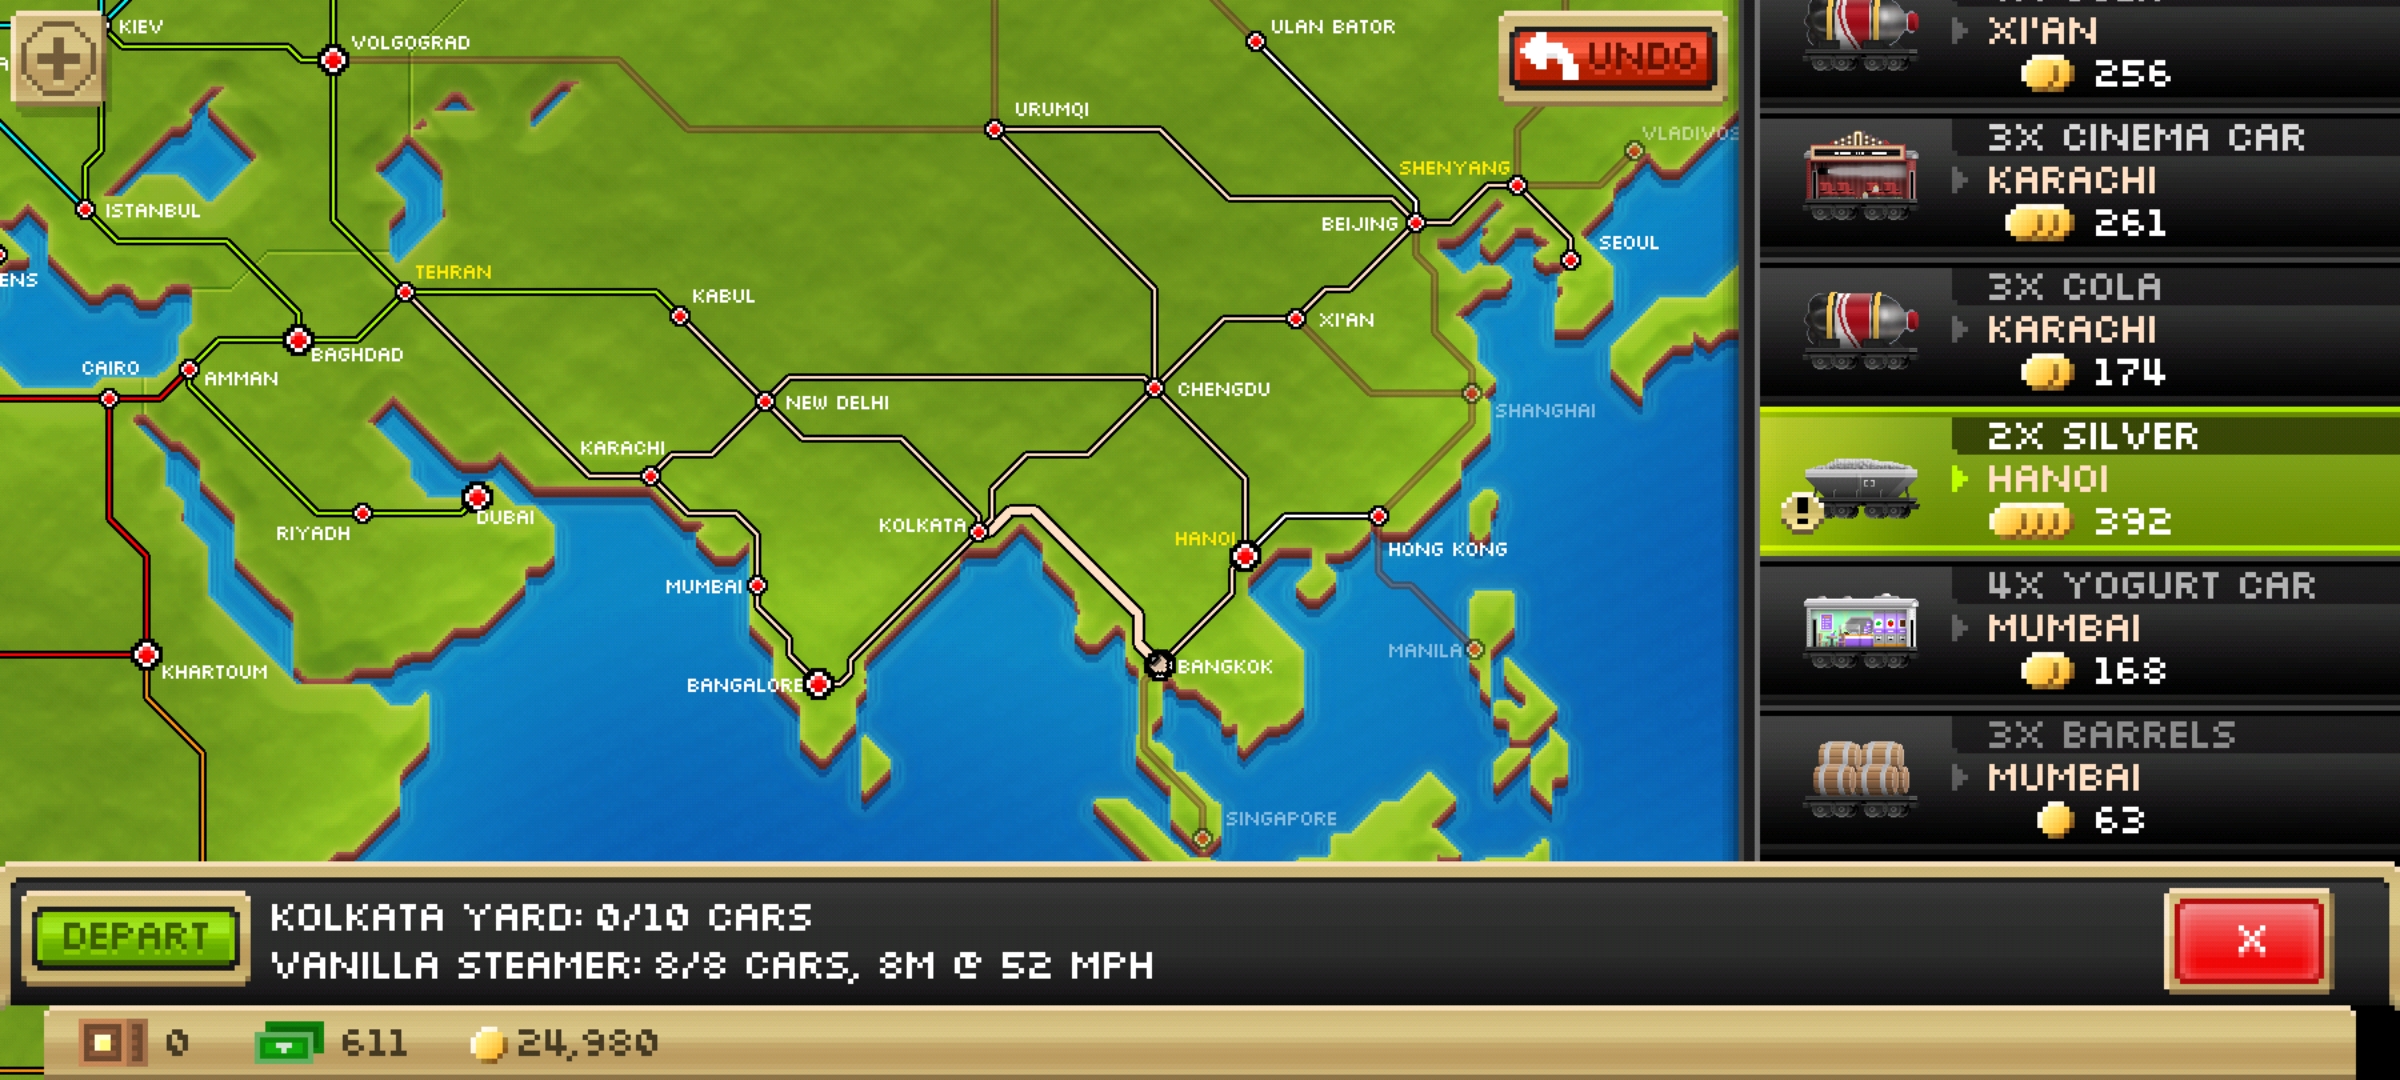 KIEV
VOLGOGRAD
ULAN BATOR
UNDO
URUMQI
VLADIVOS
SHENYANG
ISTANBUL
BEIJING
SEOUL
ENS
TEHRAN
KABUL
XI'AN
BAGHDAD
CAIRO
AMMAN
NEW DELHI
CHENGDU
SHANGHAI
KARACHI
RIYADH
DUBAI
KOLKATA
HANOI
HONG KONG
MUMBAI
MANILA
KHARTOUM
BANGALORE
BANGKOK
SINGAPORE
XI'AN
256
3X CINEMA CAR
KARACHI
261
3X COLA
KARACHI
174
2X SILVER
HANOI
392
4X YOGURT CAR
MUMBAI
168
3X BARRELS
MUMBAI
63
DEPART
KOLKATA YARD: 0/10 CARS
VANILLA STEAMER: 8/8 CARS, 8M @ 52 MPH
X
0
611
24,980